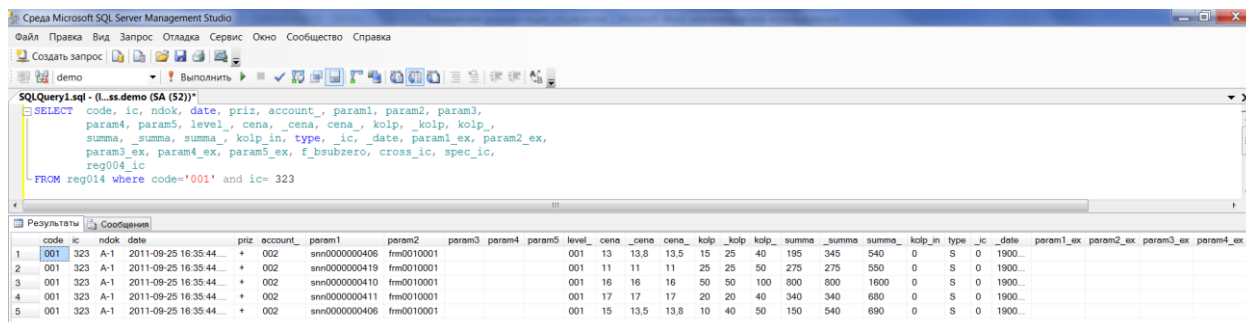 Среда Microsoft SQL Server Management Studio
Файл Правка Вид Запрос Отладка Сервис Окно Сообщество Справка
Создать запрос
demo Выполнить
SQLQuery1.sql - (l...ss.demo (SA (52))*
SELECT code, ic, ndok, date, priz, account_, param1, param2, param3,
param4, param5, level_, cena, _cena, cena_, kolp, _kolp, kolp_,
summa, _summa, summa_, kolp_in, type, _ic, _date, param1_ex, param2_ex,
param3_ex, param4_ex, param5_ex, f_bsubzero, cross_ic, spec_ic,
reg004_ic
FROM reg014 where code='001' and ic= 323
Результаты Сообщения
code ic ndok date priz account_ param1 param2 param3 param4 param5 level_ cena _cena cena_ kolp _kolp kolp_ summa _summa summa_ kolp_in type _ic _date param1_ex param2_ex param3_ex param4_ex
1 001 323 A-1 2011-09-25 16:35:44.... + 002 snn0000000406 frm0010001 001 13 13,8 13,5 15 25 40 195 345 540 0 S 0 1900...
2 001 323 A-1 2011-09-25 16:35:44.... + 002 snn0000000419 frm0010001 001 11 11 11 25 25 50 275 275 550 0 S 0 1900...
3 001 323 A-1 2011-09-25 16:35:44.... + 002 snn0000000410 frm0010001 001 16 16 16 50 50 100 800 800 1600 0 S 0 1900...
4 001 323 A-1 2011-09-25 16:35:44.... + 002 snn0000000411 frm0010001 001 17 17 17 20 20 40 340 340 680 0 S 0 1900...
5 001 323 A-1 2011-09-25 16:35:44.... + 002 snn0000000406 frm0010001 001 15 13,5 13,8 10 40 50 150 540 690 0 S 0 1900...